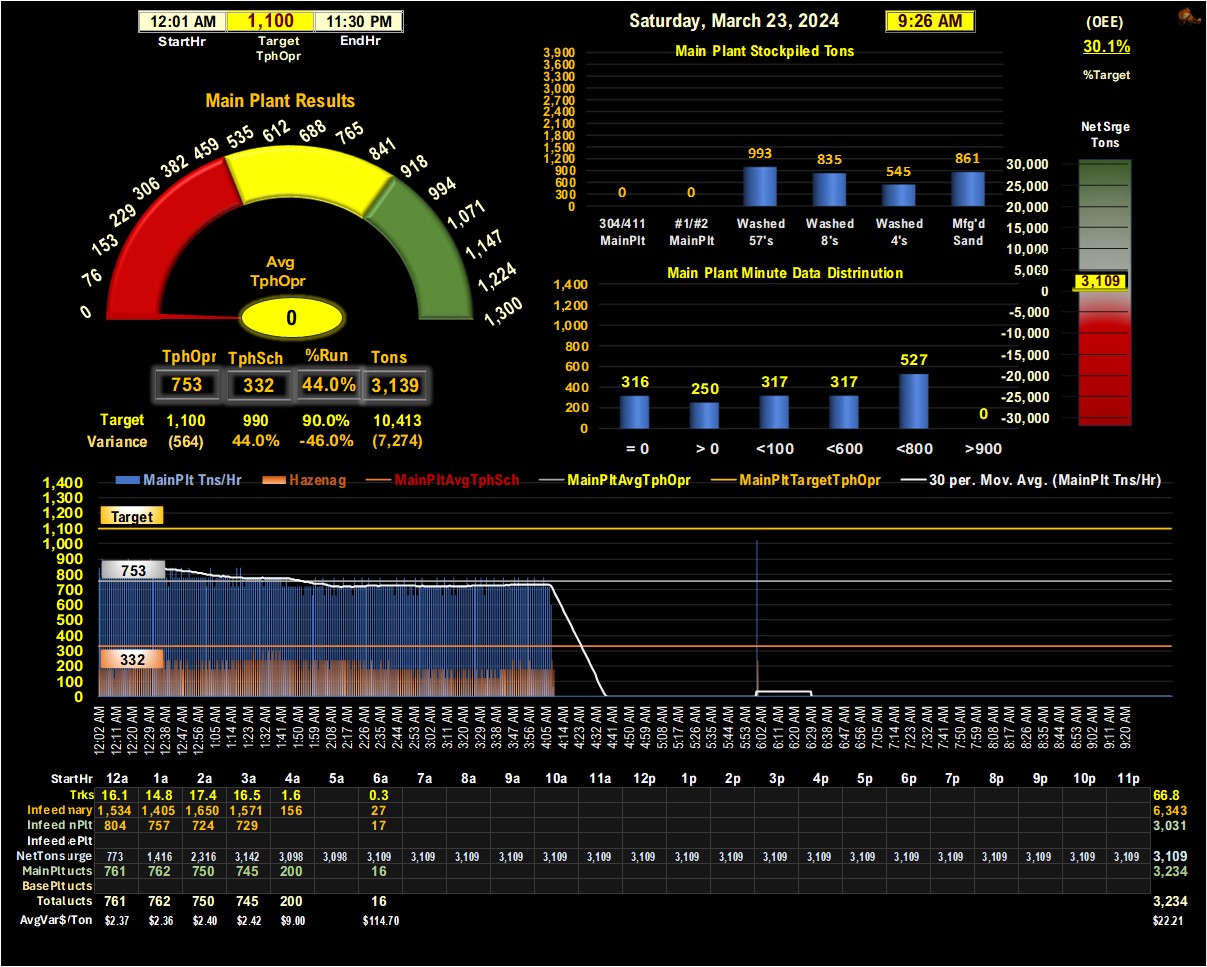 12:01 AM 1,100 11:30 PM
StartHr Target TphOpr EndHr
Saturday, March 23, 2024 9:26 AM
(OEE)
30.1%
%Target
Main Plant Results
0 76 153 229 306 382 459 535 612 688 765 841 918 994 1,071 1,147 1,224 1,300
Avg
TphOpr
0
TphOpr TphSch %Run Tons
753 332 44.0% 3,139
Target 1,100 990 90.0% 10,413
Variance (564) 44.0% -46.0% (7,274)
Main Plant Stockpiled Tons
3,900
3,600
3,300
3,000
2,700
2,400
2,100
1,800
1,500
1,200
900
600
300
0
0 0 993 835 545 861
304/411 #1/#2 Washed Washed Washed Mfg'd
MainPlt MainPlt 57's 8's 4's Sand
Main Plant Minute Data Distrinution
1,400
1,200
1,000
800
600
400
200
0
316 250 317 317 527 0
= 0 > 0 <100 <600 <800 >900
Net Srge
Tons
30,000
25,000
20,000
15,000
10,000
5,000
0
-5,000
-10,000
-15,000
-20,000
-25,000
-30,000
3,109
MainPlt Tns/Hr Hazenag MainPltAvgTphSch MainPltAvgTphOpr MainPltTargetTphOpr 30 per. Mov. Avg. (MainPlt Tns/Hr)
1,400
1,300
1,200
1,100
1,000
900
800
700
600
500
400
300
200
100
0
Target
753
332
12:02 AM 12:11 AM 12:20 AM 12:29 AM 12:38 AM 12:47 AM 12:56 AM 1:05 AM 1:14 AM 1:23 AM 1:32 AM 1:41 AM 1:50 AM 1:59 AM 2:08 AM 2:17 AM 2:26 AM 2:35 AM 2:44 AM 2:53 AM 3:02 AM 3:11 AM 3:20 AM 3:29 AM 3:38 AM 3:47 AM 3:56 AM 4:05 AM 4:14 AM 4:23 AM 4:32 AM 4:41 AM 4:50 AM 4:59 AM 5:08 AM 5:17 AM 5:26 AM 5:35 AM 5:44 AM 5:53 AM 6:02 AM 6:11 AM 6:20 AM 6:29 AM 6:38 AM 6:47 AM 6:56 AM 7:05 AM 7:14 AM 7:23 AM 7:32 AM 7:41 AM 7:50 AM 7:59 AM 8:08 AM 8:17 AM 8:26 AM 8:35 AM 8:44 AM 8:53 AM 9:02 AM 9:11 AM 9:20 AM
StartHr 12a 1a 2a 3a 4a 5a 6a 7a 8a 9a 10a 11a 12p 1p 2p 3p 4p 5p 6p 7p 8p 9p 10p 11p
Trks 16.1 14.8 17.4 16.5 1.6 0.3 66.8
Infeed nary 1,534 1,405 1,650 1,571 156 27 6,343
Infeed nPlt 804 757 724 729 17 3,031
Infeed ePlt
NetTons urge 773 1,416 2,316 3,142 3,098 3,098 3,109 3,109 3,109 3,109 3,109 3,109 3,109 3,109 3,109 3,109 3,109 3,109 3,109 3,109 3,109 3,109 3,109 3,109 3,109
MainPlt ucts 761 762 750 745 200 16 3,234
BasePlt ucts
Total ucts 761 762 750 745 200 16 3,234
AvgVar$/Ton $2.37 $2.36 $2.40 $2.42 $9.00 $114.70 $22.21